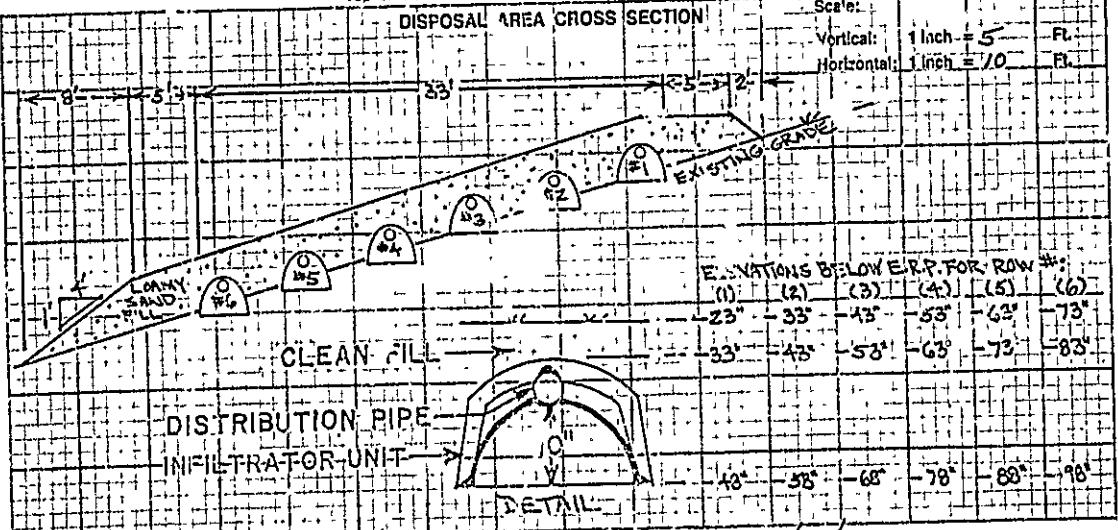 DISPOSAL AREA CROSS SECTION
Scale:
Vertical: 1 Inch = 5 Ft.
Horizontal: 1 Inch = 10 Ft.
8' 5' 33' 5' 2'
EXISTING GRADE
#1
#2
#3
#4
#5
#6
LOAMY
SAND
FILL
4
1
BELOW E.R.P. FOR ROW #:
(1) (2) (3) (4) (5) (6)
-23" -33" -43" -53" -63" -73"
CLEAN FILL
-33" -43" -53" -63" -73 -83"
DISTRIBUTION PIPE
INFILTRATOR UNIT
-48" -58" -68" -78" -88" -98"
DETAIL